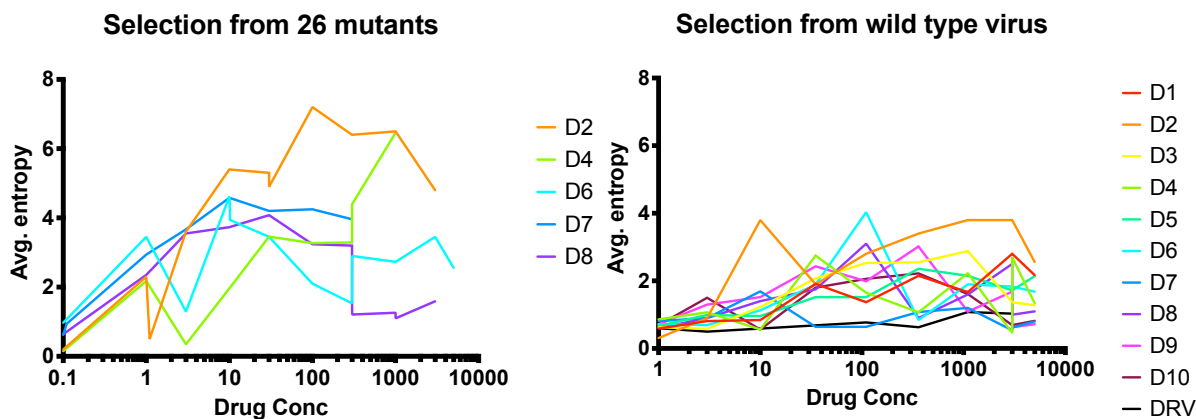 Selection from 26 mutants
Avg. entropy
8
6
4
2
0
0.1 1 10 100 1000 10000
Drug Conc
D2
D4
D6
D7
D8
Selection from wild type virus
Avg. entropy
8
6
4
2
0
1 10 100 1000 10000
Drug Conc
D1
D2
D3
D4
D5
D6
D7
D8
D9
D10
DRV